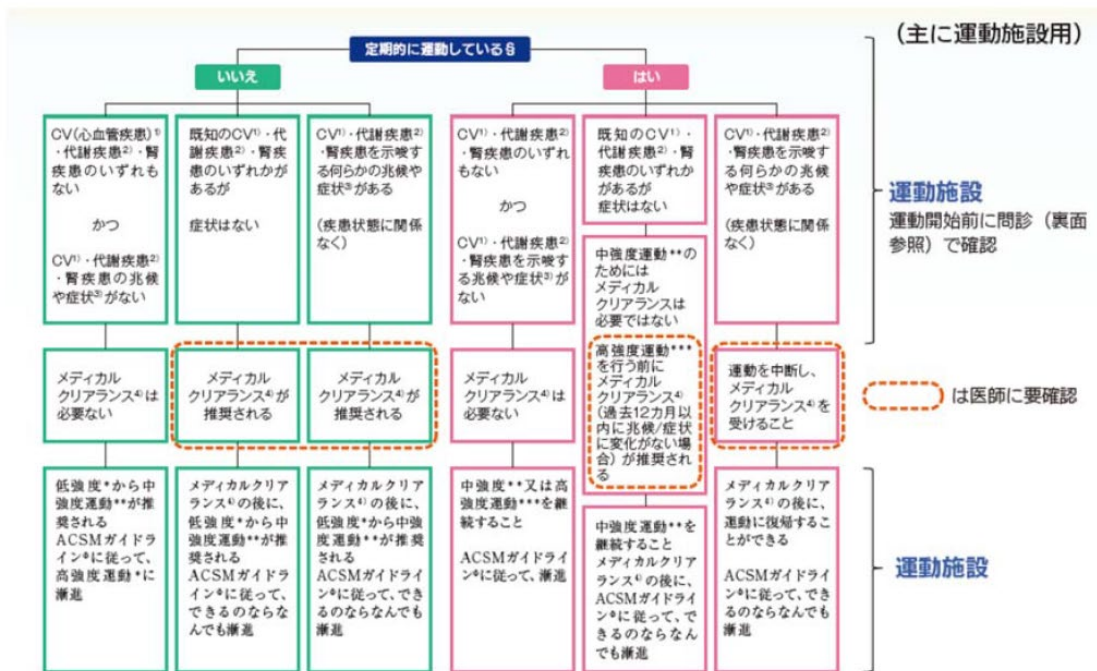 (主に運動施設用)
定期的に運動している§
いいえ
はい
CV(心血管疾患)¹⁾
・代謝疾患²⁾・腎
疾患のいずれも
ない
かつ
CV¹⁾・代謝疾患²⁾
・腎疾患の兆候
や症状³⁾がない
既知のCV¹⁾・代
謝疾患²⁾・腎疾
患のいずれかが
あるが
症状はない
CV¹⁾・代謝疾患²⁾
・腎疾患を示唆す
る何らかの兆候や
症状³⁾がある
(疾患状態に関係
なく)
CV¹⁾・代謝疾患²⁾
・腎疾患のいずれ
もない
かつ
CV¹⁾・代謝疾患²⁾
・腎疾患を示唆す
る兆候や症状³⁾がない
既知のCV¹⁾・
代謝疾患²⁾・腎
疾患のいずれか
があるが
症状はない
中強度運動**の
ためには
メディカル
クリアランスは
必要ではない
CV¹⁾・代謝疾患²⁾
・腎疾患を示唆す
る何らかの兆候
や症状³⁾がある
(疾患状態に関係
なく)
運動施設
運動開始前に問診(裏面
参照)で確認
メディカル
クリアランス⁴⁾は
必要ない
メディカル
クリアランス⁴⁾が
推奨される
メディカル
クリアランス⁴⁾が
推奨される
メディカル
クリアランス⁴⁾は
必要ない
高強度運動***
を行う前に
メディカル
クリアランス⁴⁾
(過去12カ月以
内に兆候/症状
に変化がない場
合)が推奨され
る
運動を中断し、
メディカル
クリアランス⁴⁾を
受けること
は医師に要確認
低強度*から中
強度運動**が推
奨される
ACSMガイドラ
インΦに従って、
高強度運動*に
漸進
メディカルクリア
ランス⁴⁾の後に、
低強度*から中
強度運動**が推
奨される
ACSMガイドラ
インΦに従って、
できるのならな
んでも漸進
メディカルクリア
ランス⁴⁾の後に、
低強度*から中強
度運動**が推奨
される
ACSMガイドライ
ンΦに従って、でき
るのならなんでも
漸進
中強度**又は高
強度運動***を継
続すること
ACSMガイドライ
ンΦに従って、漸進
中強度運動**を
継続すること
メディカルクリア
ランス⁴⁾の後に、
ACSMガイドライ
ンΦに従って、で
きるのならなん
でも漸進
メディカルクリア
ランス⁴⁾の後に、
運動に復帰するこ
とができる
ACSMガイドライ
ンΦに従って、でき
るのならなんでも
漸進
運動施設